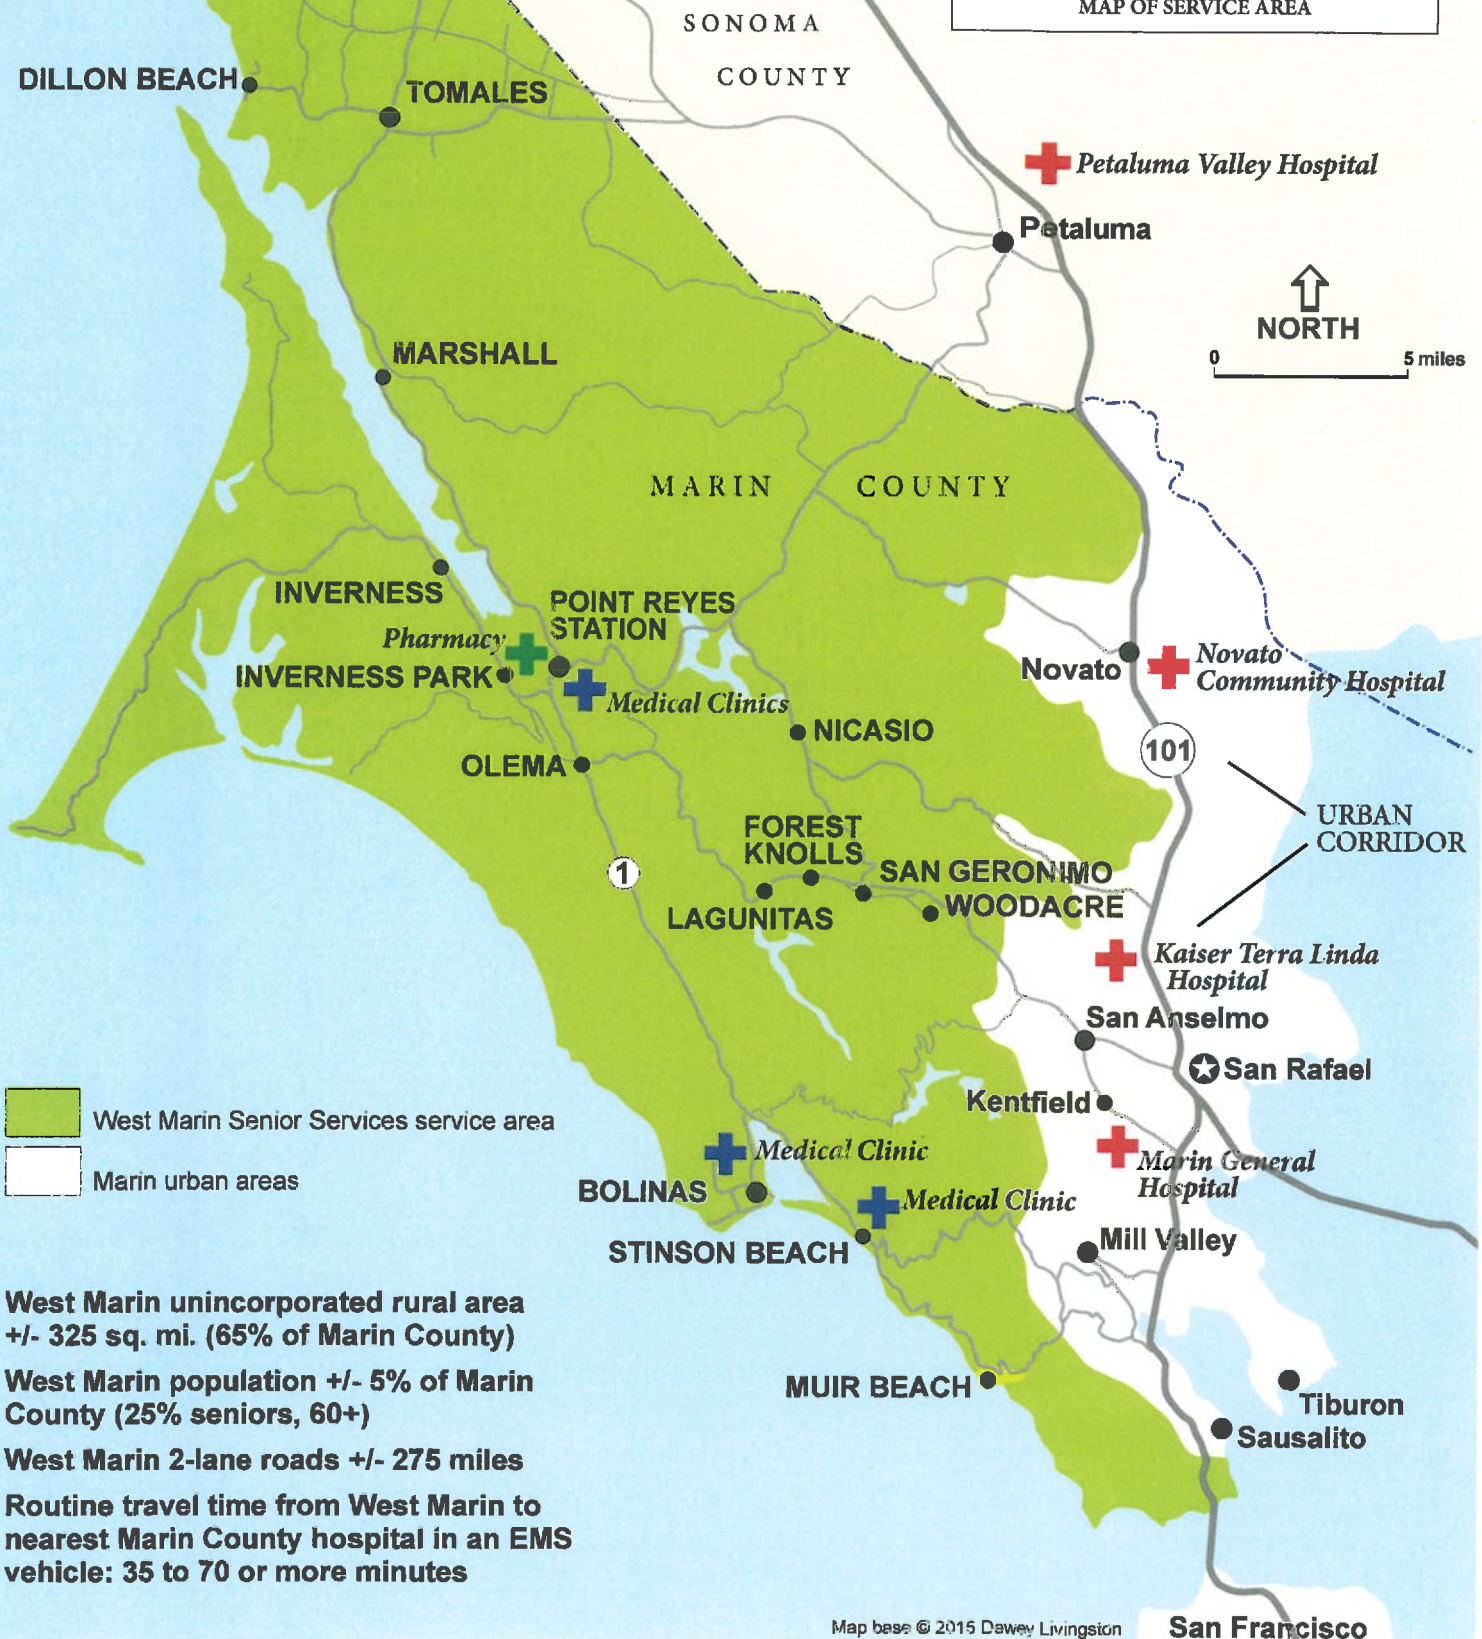 MAP OF SERVICE AREA
SONOMA
COUNTY
DILLON BEACH
TOMALES
Petaluma Valley Hospital
Petaluma
NORTH
0 5 miles
MARSHALL
MARIN COUNTY
INVERNESS
POINT REYES
STATION
Pharmacy
INVERNESS PARK
Medical Clinics
Novato
Novato
Community Hospital
NICASIO
OLEMA
101
URBAN
CORRIDOR
FOREST
KNOLLS
1
SAN GERONIMO
LAGUNITAS
WOODACRE
Kaiser Terra Linda
Hospital
San Anselmo
San Rafael
Kentfield
West Marin Senior Services service area
Marin urban areas
Medical Clinic
Marin General
Hospital
BOLINAS
Medical Clinic
STINSON BEACH
Mill Valley
West Marin unincorporated rural area
+/- 325 sq. mi. (65% of Marin County)
West Marin population +/- 5% of Marin
County (25% seniors, 60+)
West Marin 2-lane roads +/- 275 miles
Routine travel time from West Marin to
nearest Marin County hospital in an EMS
vehicle: 35 to 70 or more minutes
MUIR BEACH
Tiburon
Sausalito
Map base © 2015 Dewey Livingston
San Francisco